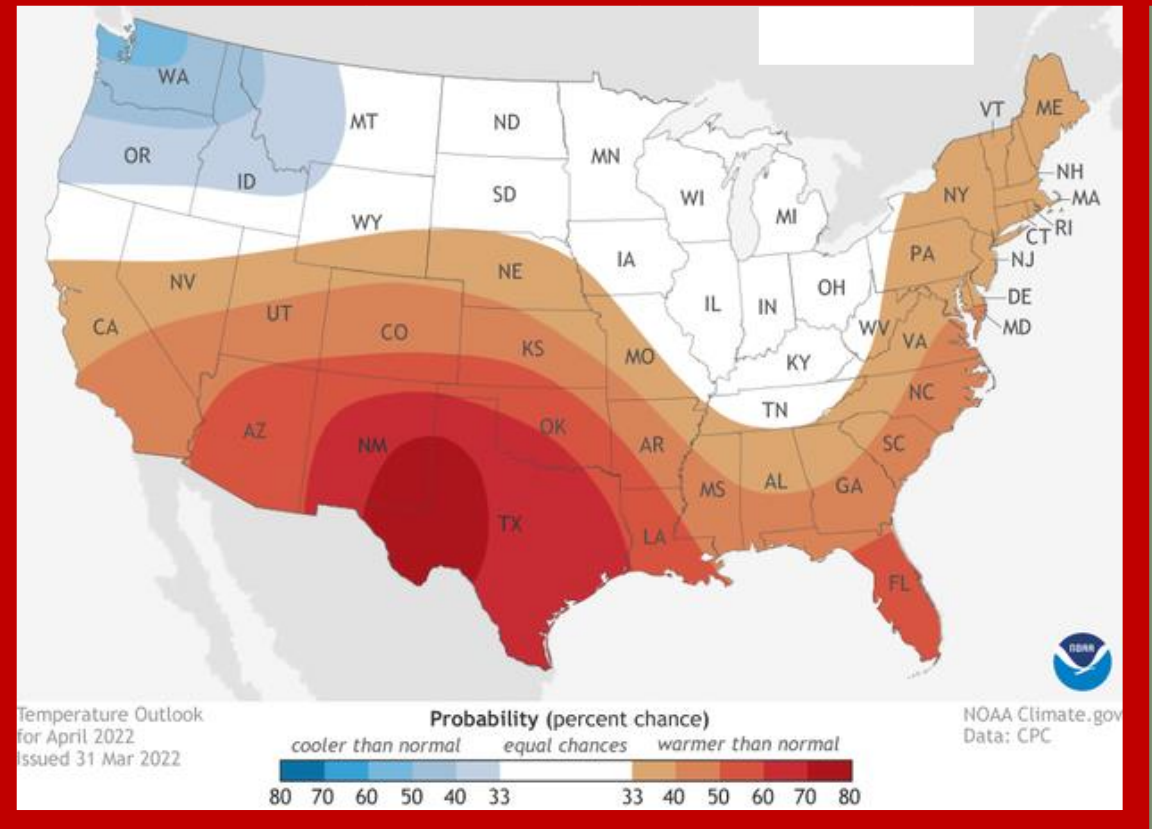 WA
MT
ND
MN
VT
ME
OR
ID
SD
WI
MI
NY
NH
MA
WY
RI
CT
IA
PA
NJ
NV
NE
IL
IN
OH
DE
CA
UT
CO
KS
MO
KY
WV
VA
MD
TN
NC
AZ
NM
OK
AR
SC
MS
AL
GA
TX
LA
FL
NOAA
Temperature Outlook
for April 2022
Issued 31 Mar 2022
Probability (percent chance)
cooler than normal equal chances warmer than normal
80 70 60 50 40 33 33 40 50 60 70 80
NOAA Climate.gov
Data: CPC